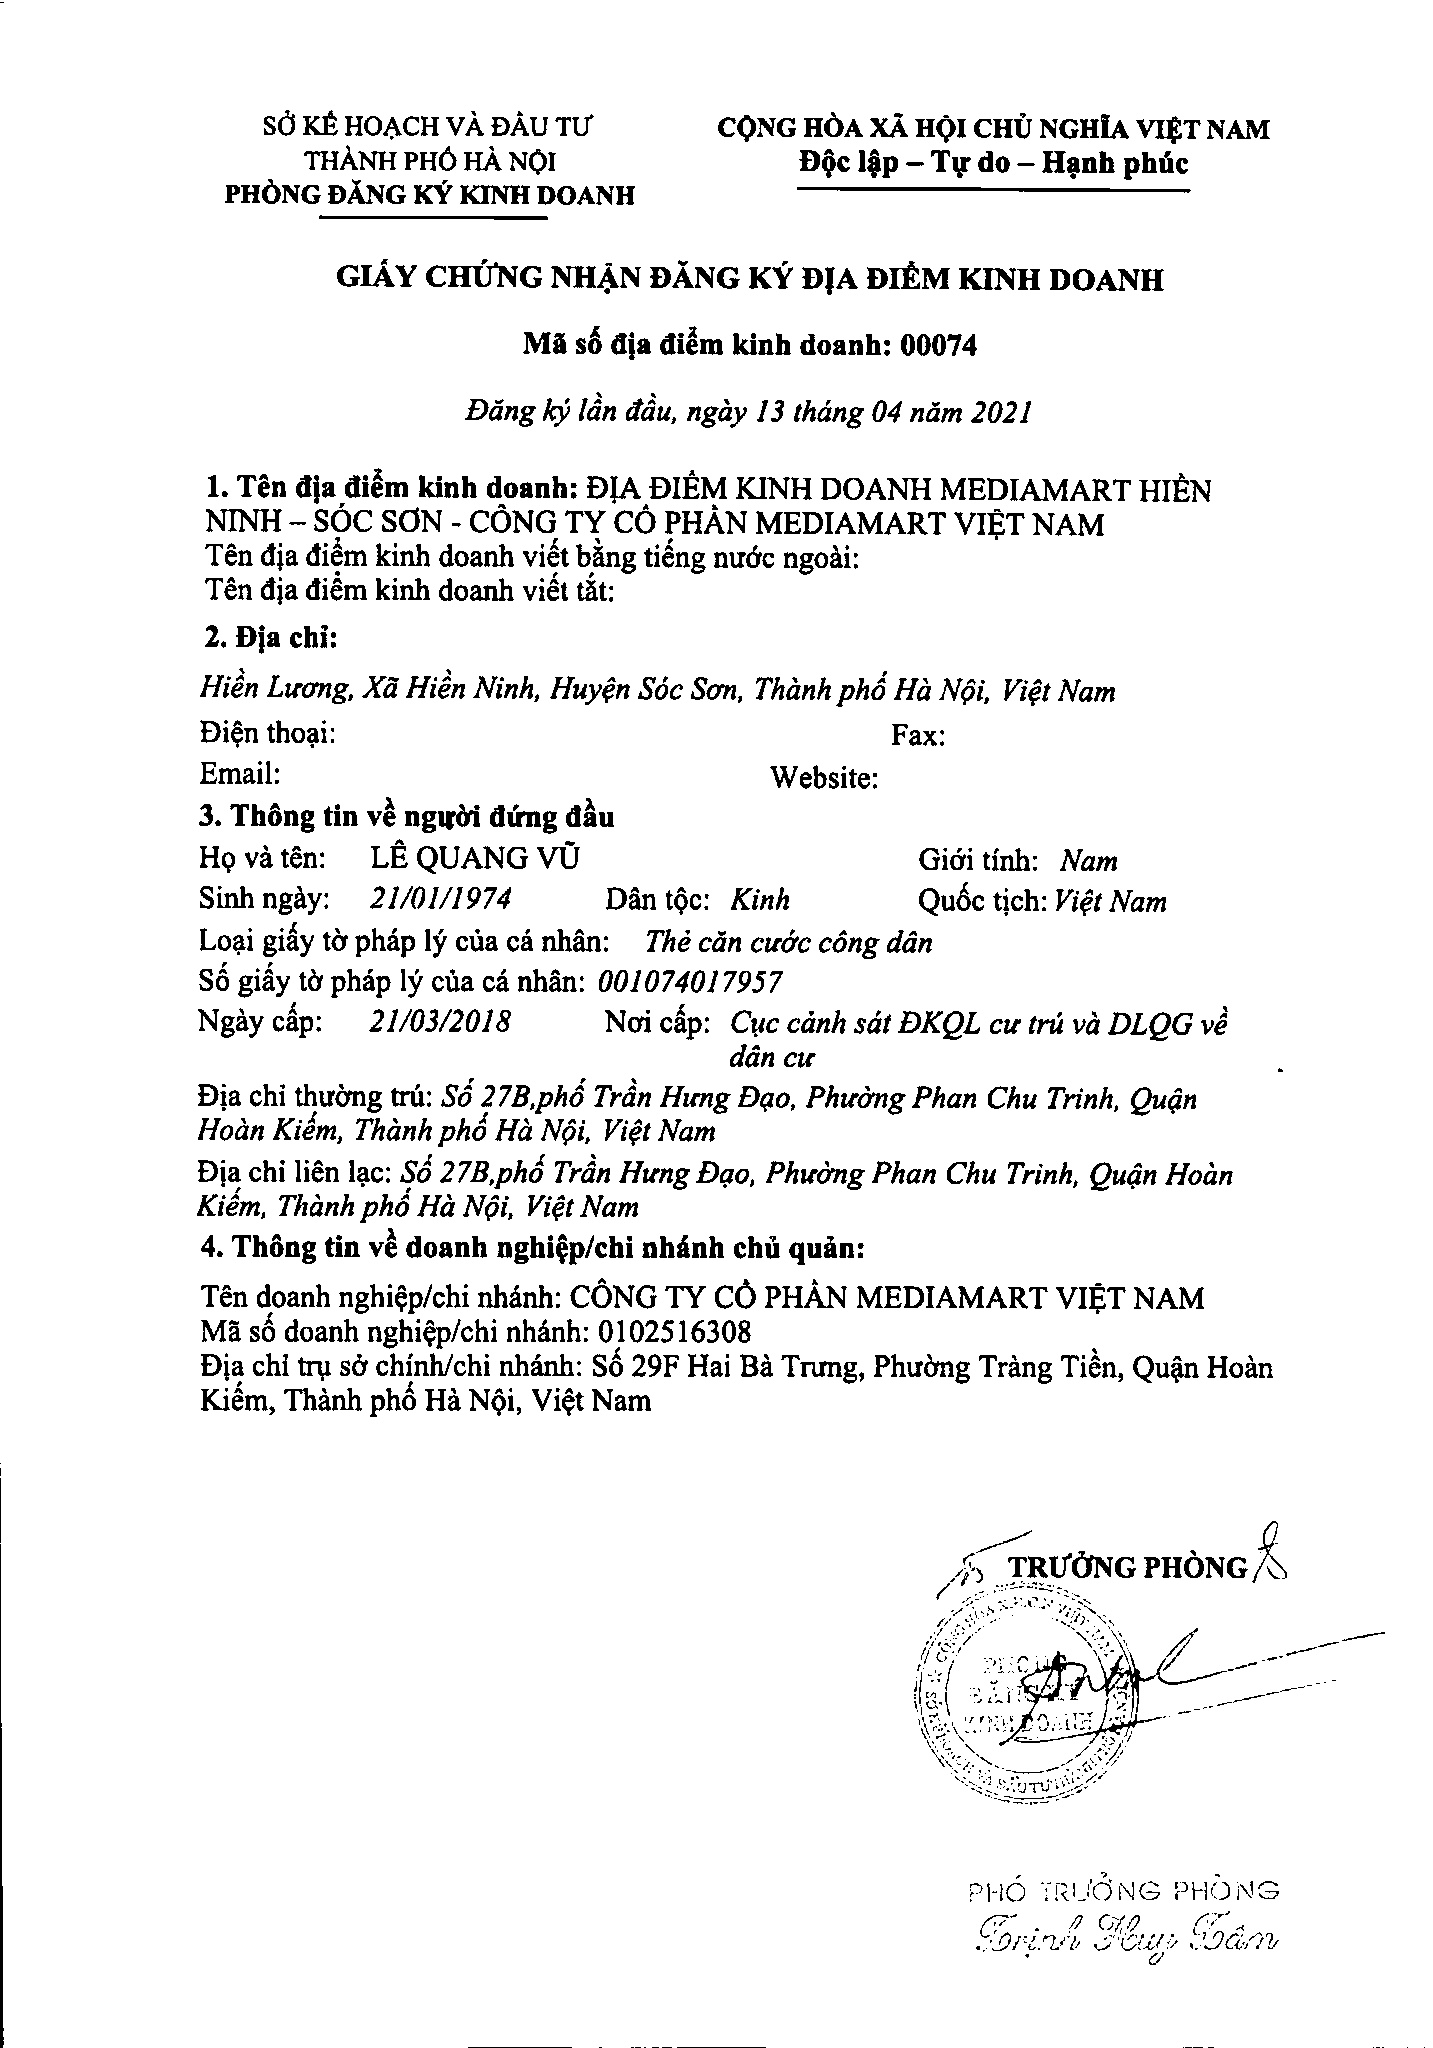 SỞ KẾ HOẠCH VÀ ĐẦU TƯ
THÀNH PHỐ HÀ NỘI
PHÒNG ĐĂNG KÝ KINH DOANH
CỘNG HÒA XÃ HỘI CHỦ NGHĨA VIỆT NAM
Độc lập – Tự do – Hạnh phúc
GIẤY CHỨNG NHẬN ĐĂNG KÝ ĐỊA ĐIỂM KINH DOANH
Mã số địa điểm kinh doanh: 00074
Đăng ký lần đầu, ngày 13 tháng 04 năm 2021
1. Tên địa điểm kinh doanh: ĐỊA ĐIỂM KINH DOANH MEDIAMART HIỀN
NINH – SÓC SƠN - CÔNG TY CỔ PHẦN MEDIAMART VIỆT NAM
Tên địa điểm kinh doanh viết bằng tiếng nước ngoài:
Tên địa điểm kinh doanh viết tắt:
2. Địa chỉ:
Hiền Lương, Xã Hiền Ninh, Huyện Sóc Sơn, Thành phố Hà Nội, Việt Nam
Điện thoại: Fax:
Email: Website:
3. Thông tin về người đứng đầu
Họ và tên: LÊ QUANG VŨ Giới tính: Nam
Sinh ngày: 21/01/1974 Dân tộc: Kinh Quốc tịch: Việt Nam
Loại giấy tờ pháp lý của cá nhân: Thẻ căn cước công dân
Số giấy tờ pháp lý của cá nhân: 001074017957
Ngày cấp: 21/03/2018 Nơi cấp: Cục cảnh sát ĐKQL cư trú và DLQG về
dân cư
Địa chỉ thường trú: Số 27B,phố Trần Hưng Đạo, Phường Phan Chu Trinh, Quận
Hoàn Kiếm, Thành phố Hà Nội, Việt Nam
Địa chỉ liên lạc: Số 27B,phố Trần Hưng Đạo, Phường Phan Chu Trinh, Quận Hoàn
Kiếm, Thành phố Hà Nội, Việt Nam
4. Thông tin về doanh nghiệp/chi nhánh chủ quản:
Tên doanh nghiệp/chi nhánh: CÔNG TY CỔ PHẦN MEDIAMART VIỆT NAM
Mã số doanh nghiệp/chi nhánh: 0102516308
Địa chỉ trụ sở chính/chi nhánh: Số 29F Hai Bà Trưng, Phường Tràng Tiền, Quận Hoàn
Kiếm, Thành phố Hà Nội, Việt Nam
TRƯỞNG PHÒNG
PHÒNG
ĐĂNG KÝ
KINH DOANH
PHÓ TRƯỞNG PHÒNG
Trịnh Huy Tân